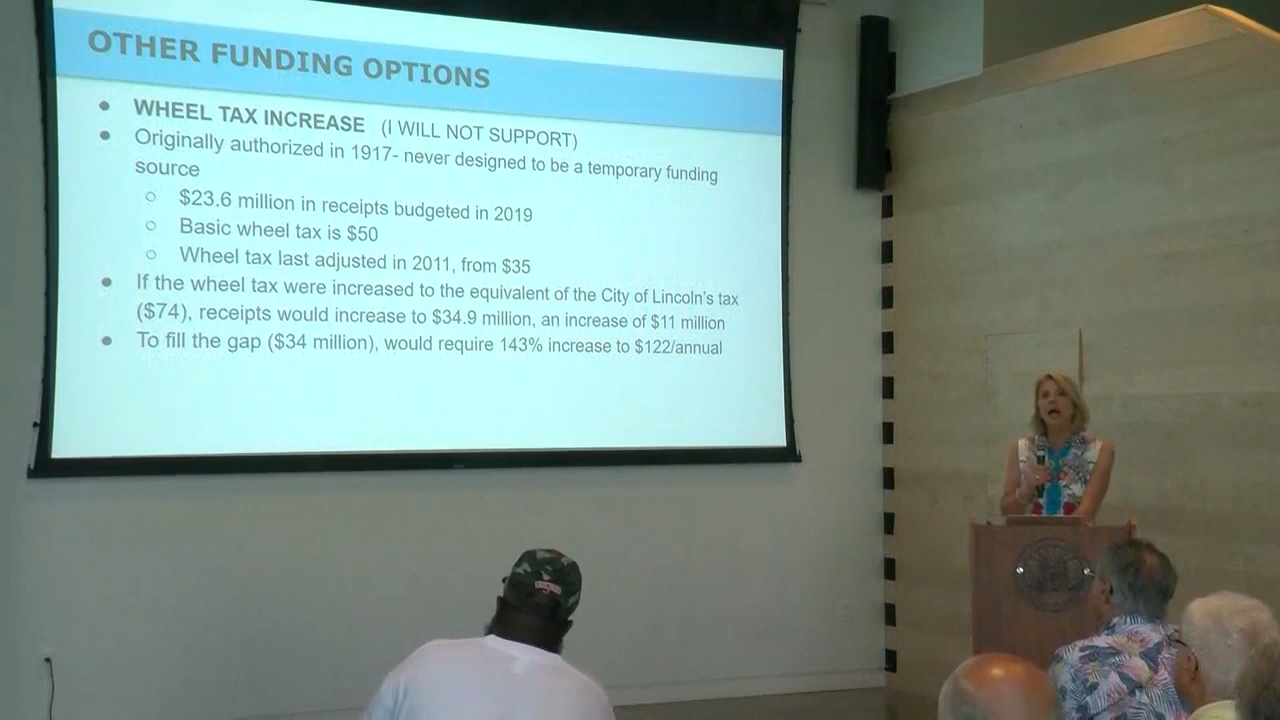 OTHER FUNDING OPTIONS
● WHEEL TAX INCREASE (I WILL NOT SUPPORT)
● Originally authorized in 1917- never designed to be a temporary funding
source
○ $23.6 million in receipts budgeted in 2019
○ Basic wheel tax is $50
○ Wheel tax last adjusted in 2011, from $35
● If the wheel tax were increased to the equivalent of the City of Lincoln's tax
($74), receipts would increase to $34.9 million, an increase of $11 million
● To fill the gap ($34 million), would require 143% increase to $122/annual